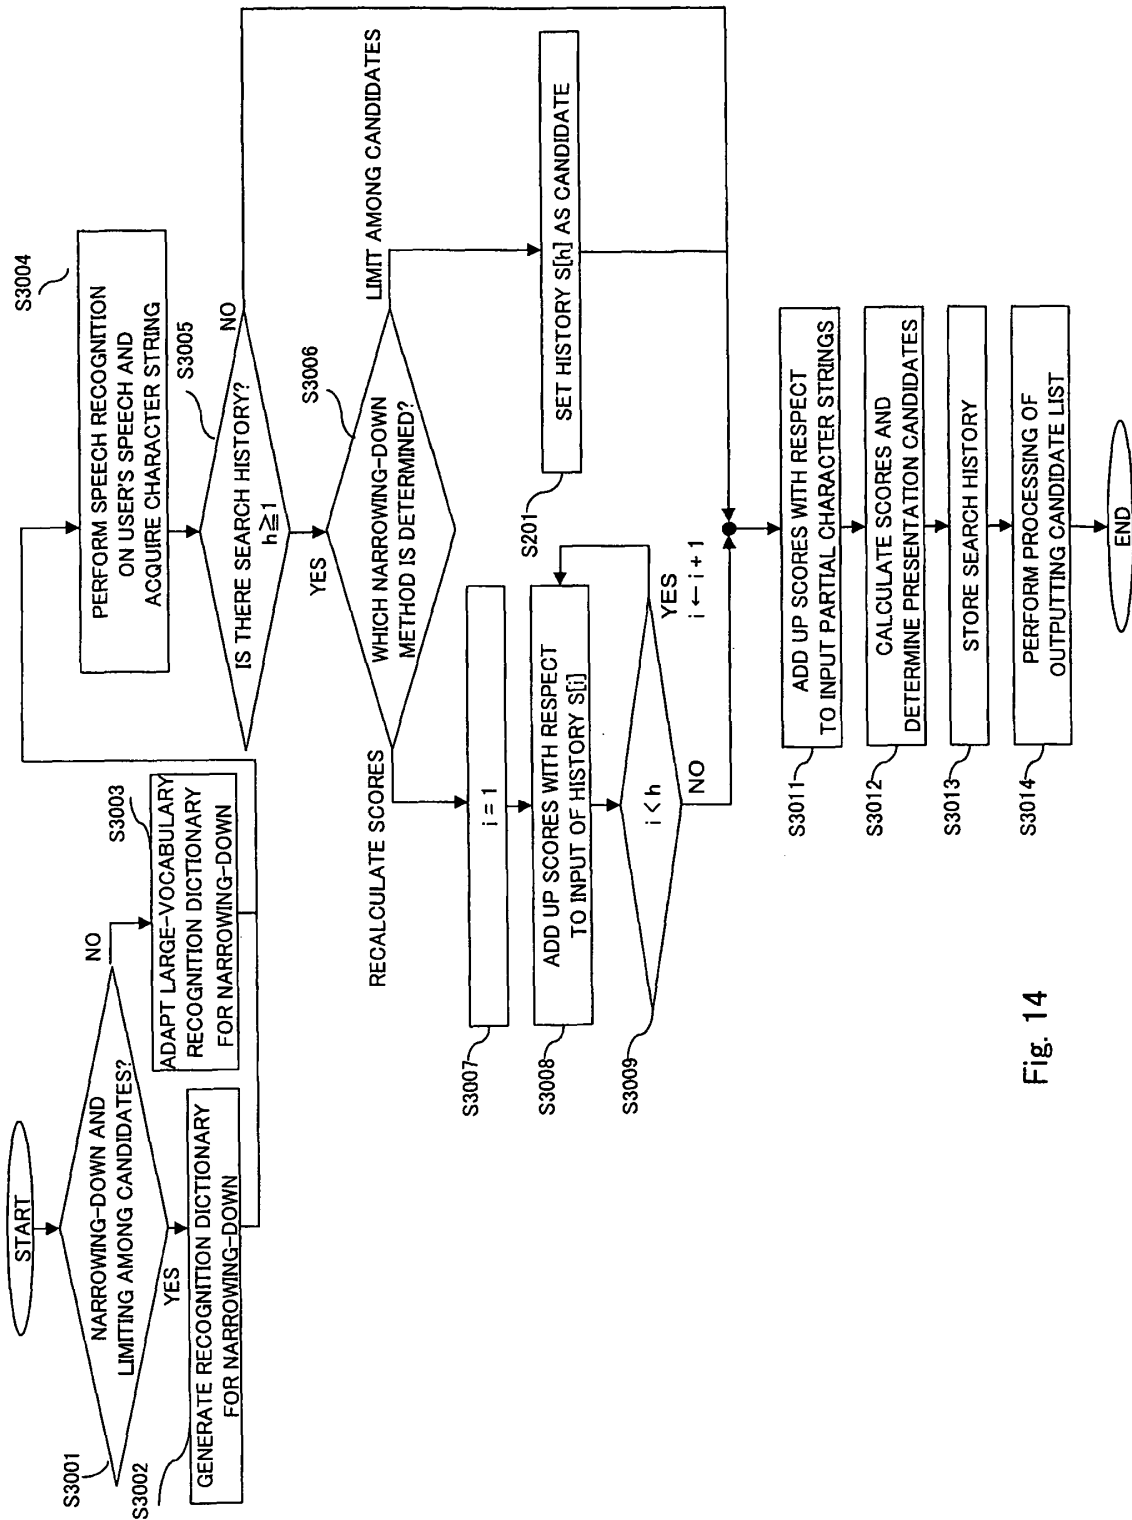 START
S3001
NARROWING-DOWN AND
LIMITING AMONG CANDIDATES?
YES
NO
S3002
GENERATE RECOGNITION DICTIONARY
FOR NARROWING-DOWN
S3003
ADAPT LARGE-VOCABULARY
RECOGNITION DICTIONARY
FOR NARROWING-DOWN
S3004
PERFORM SPEECH RECOGNITION
ON USER'S SPEECH AND
ACQUIRE CHARACTER STRING
S3005
IS THERE SEARCH HISTORY?
h≧1
NO
YES
S3006
WHICH NARROWING-DOWN
METHOD IS DETERMINED?
RECALCULATE SCORES
LIMIT AMONG CANDIDATES
S3007
i = 1
S3008
ADD UP SCORES WITH RESPECT
TO INPUT OF HISTORY S[i]
S3009
i < h
YES
i ← i + 1
NO
S201
SET HISTORY S[h] AS CANDIDATE
S3011
ADD UP SCORES WITH RESPECT
TO INPUT PARTIAL CHARACTER STRINGS
S3012
CALCULATE SCORES AND
DETERMINE PRESENTATION CANDIDATES
S3013
STORE SEARCH HISTORY
S3014
PERFORM PROCESSING OF
OUTPUTTING CANDIDATE LIST
END
Fig. 14